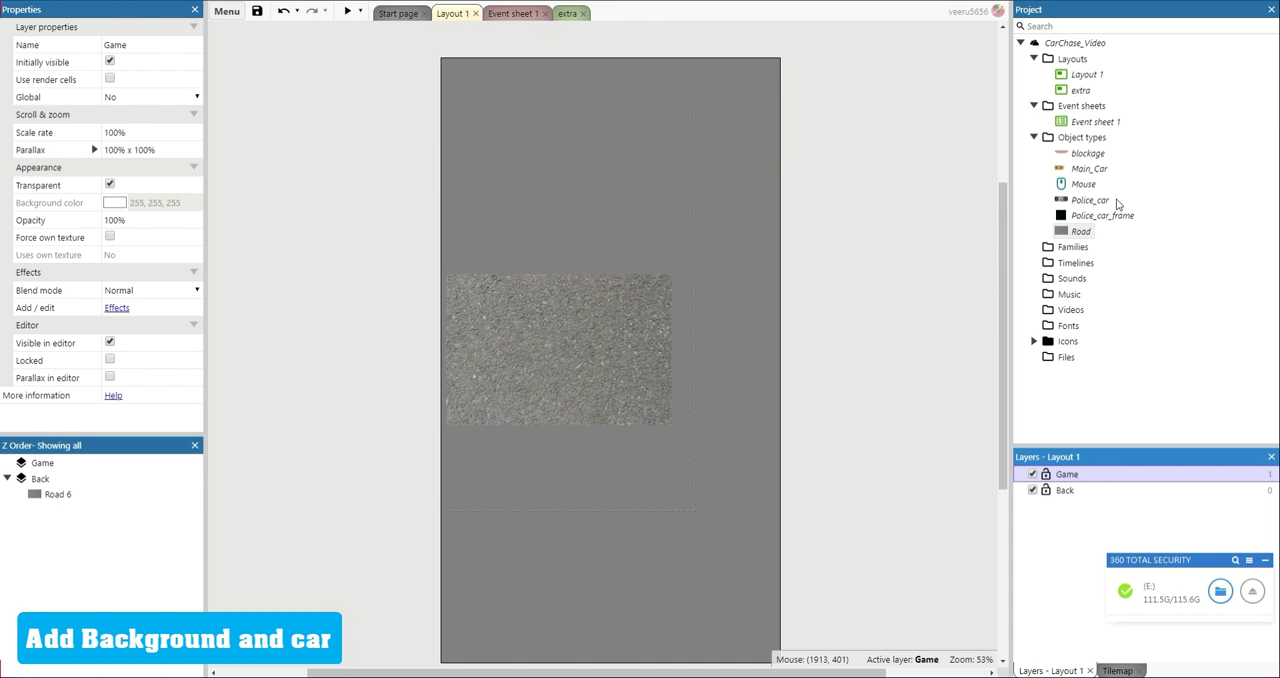 Properties
Layer properties
Name Game
Initially visible
Use render cells
Global No
Scroll & zoom
Scale rate 100%
Parallax 100% x 100%
Appearance
Transparent
Background color 255, 255, 255
Opacity 100%
Force own texture
Uses own texture No
Effects
Blend mode Normal
Add / edit Effects
Editor
Visible in editor
Locked
Parallax in editor
More information Help
Z Order- Showing all
Game
Back
Road 6
Add Background and car
Menu
Start page
Layout 1
Event sheet 1
extra
veeru5656
Mouse: (1913, 401) Active layer: Game Zoom: 53%
Project
Search
CarChase_Video
Layouts
Layout 1
extra
Event sheets
Event sheet 1
Object types
blockage
Main_Car
Mouse
Police_car
Police_car_frame
Road
Families
Timelines
Sounds
Music
Videos
Fonts
Icons
Files
Layers - Layout 1
Game 1
Back 0
360 TOTAL SECURITY
(E:)
111.5G/115.6G
Layers - Layout 1
Tilemap